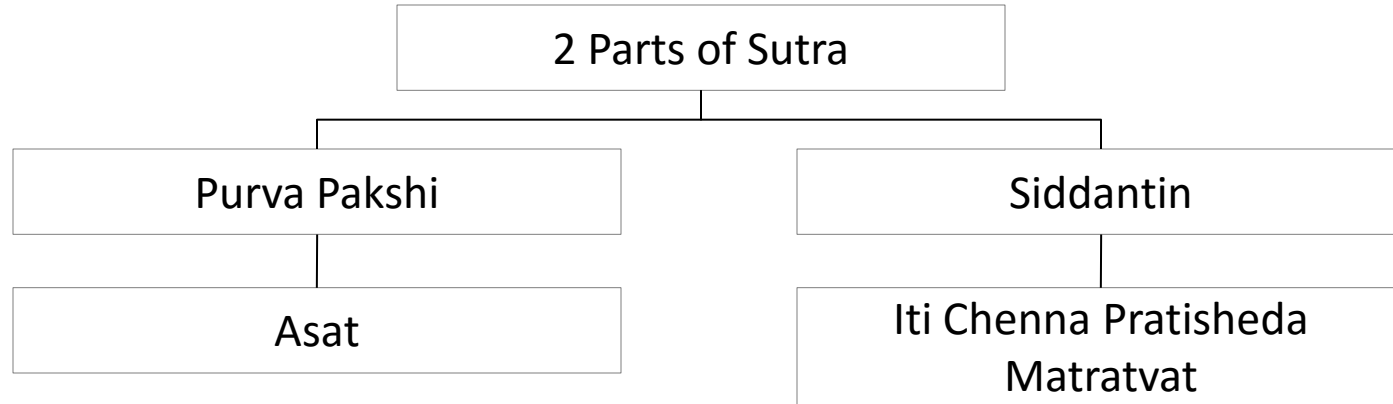 2 Parts of Sutra
Purva Pakshi
Siddantin
Asat
Iti Chenna Pratisheda
Matratvat